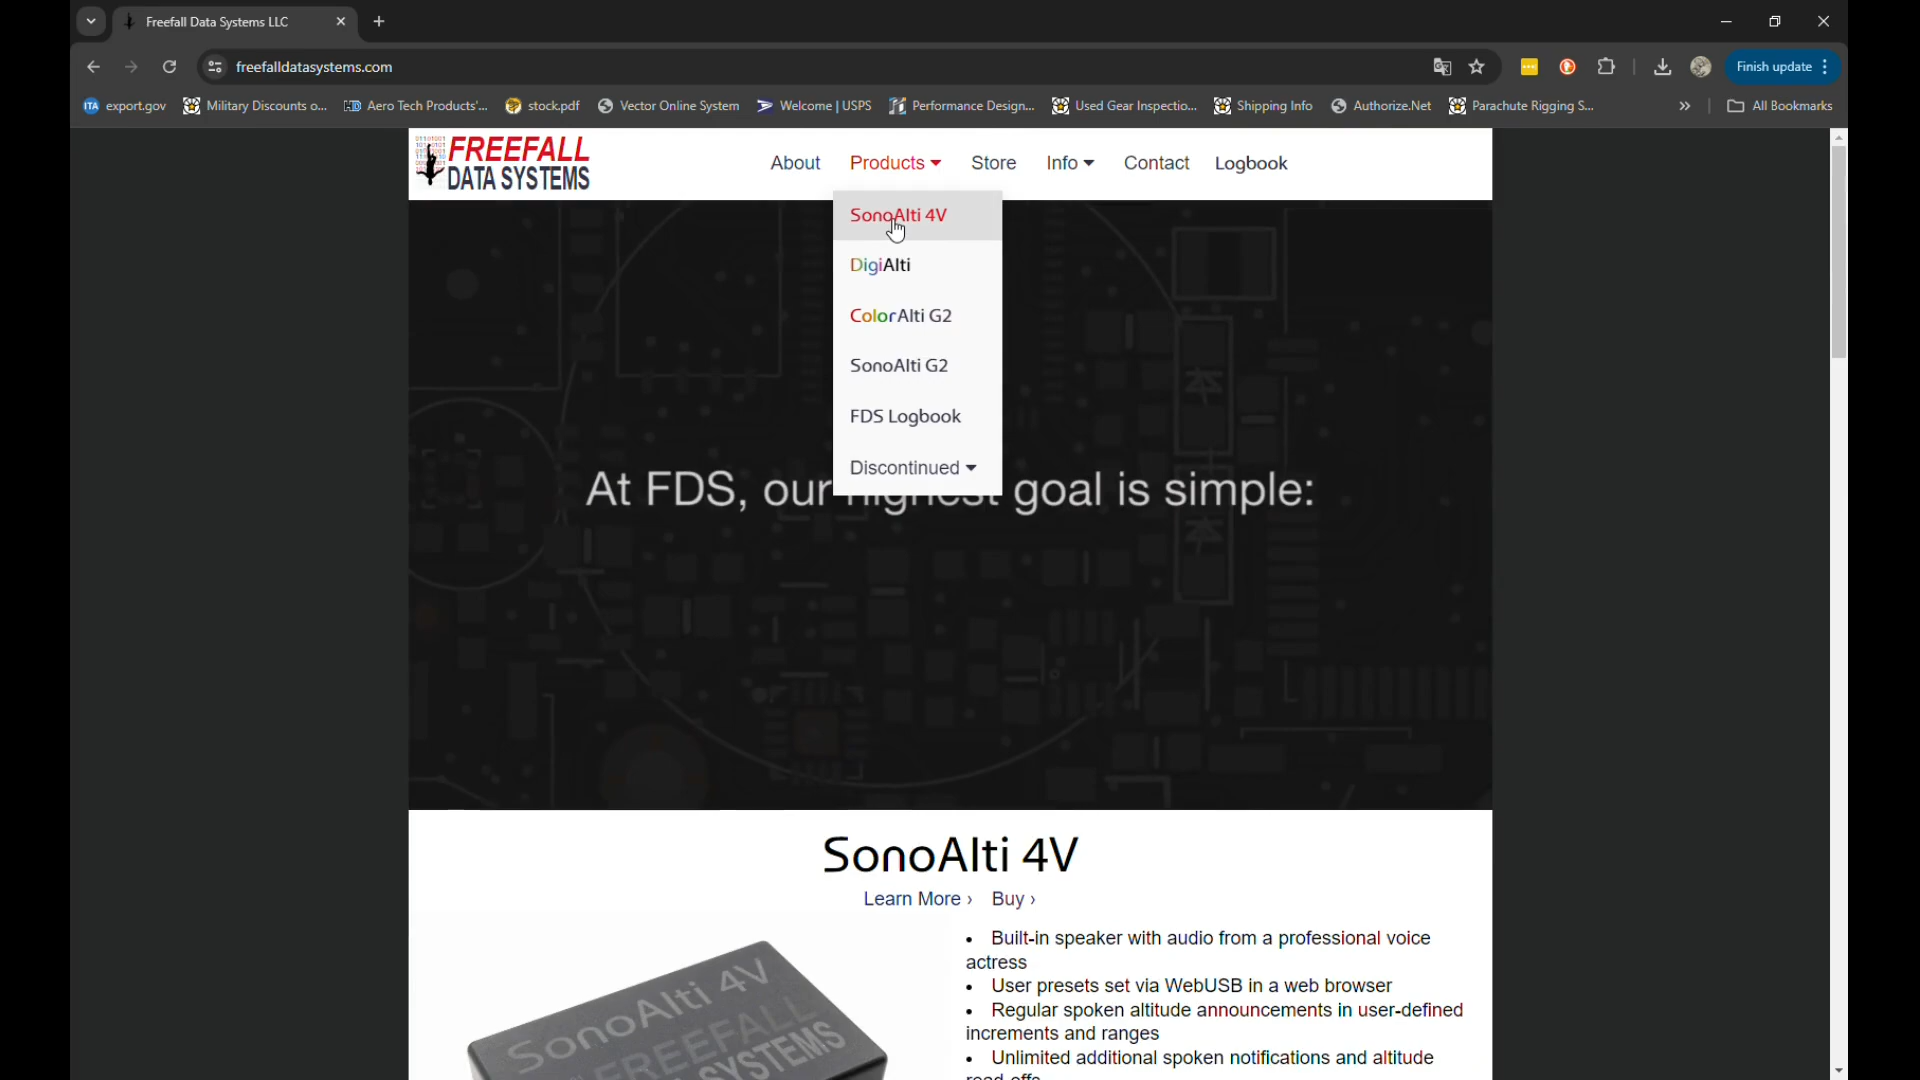 Freefall Data Systems LLC
freefalldatasystems.com
Finish update
ITA export.gov Military Discounts o... Aero Tech Products'... stock.pdf Vector Online System Welcome | USPS Performance Design... Used Gear Inspectio... Shipping Info Authorize.Net Parachute Rigging S... » All Bookmarks
FREEFALL
DATA SYSTEMS
About Products Store Info Contact Logbook
SonoAlti 4V
DigiAlti
ColorAlti G2
SonoAlti G2
FDS Logbook
Discontinued
At FDS, our highest goal is simple:
SonoAlti 4V
Learn More › Buy ›
• Built-in speaker with audio from a professional voice
actress
• User presets set via WebUSB in a web browser
• Regular spoken altitude announcements in user-defined
increments and ranges
• Unlimited additional spoken notifications and altitude
read-offs
SonoAlti 4V
FREEFALL
SYSTEMS